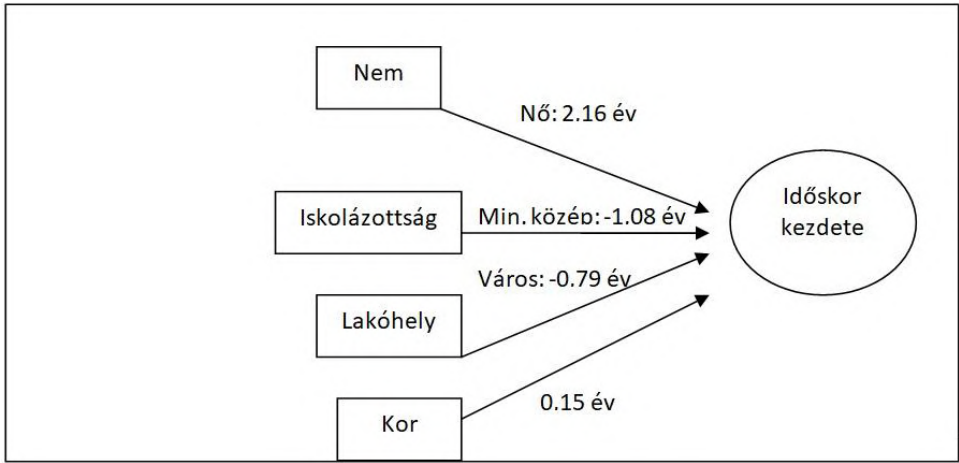 Nem
Nő: 2.16 év
Iskolázottság
Min. közép: -1.08 év
Időskor
kezdete
Város: -0.79 év
Lakóhely
0.15 év
Kor